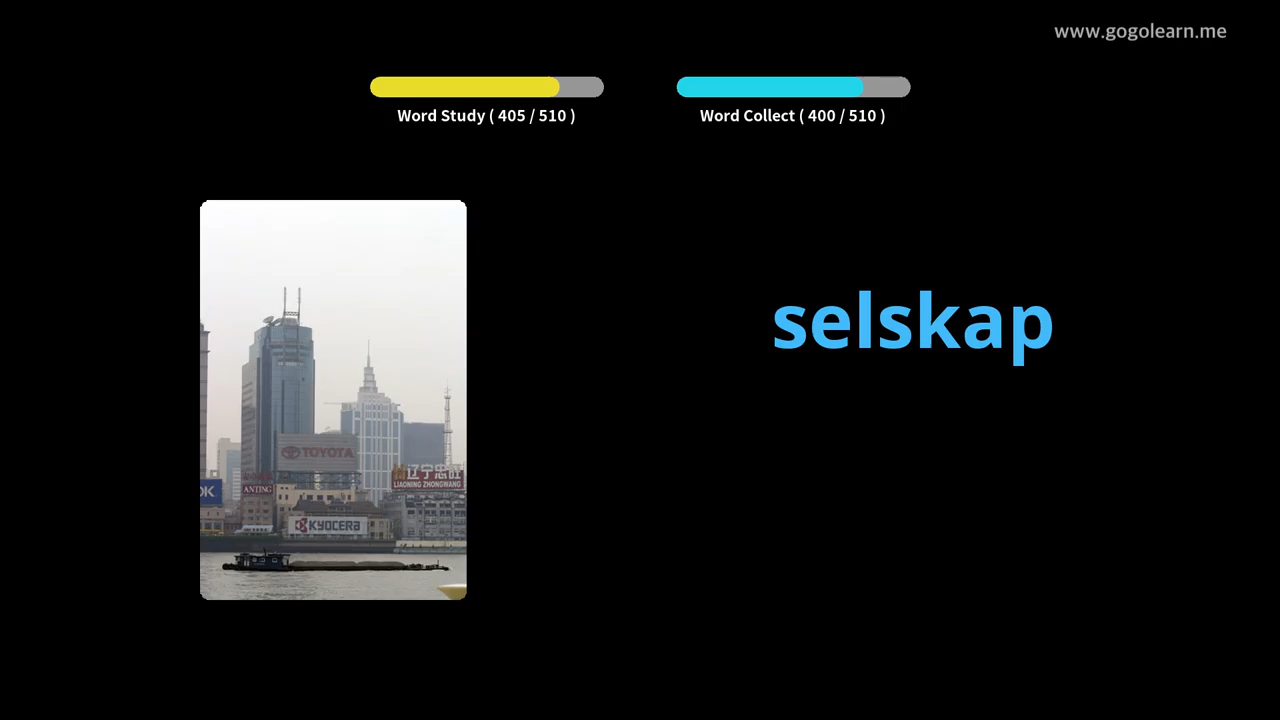 www.gogolearn.me
Word Study ( 405 / 510 )
Word Collect ( 400 / 510 )
selskap
TOYOTA
辽宁忠旺
LIAONING ZHONGWANG
OK
ANTING
KYOCERA